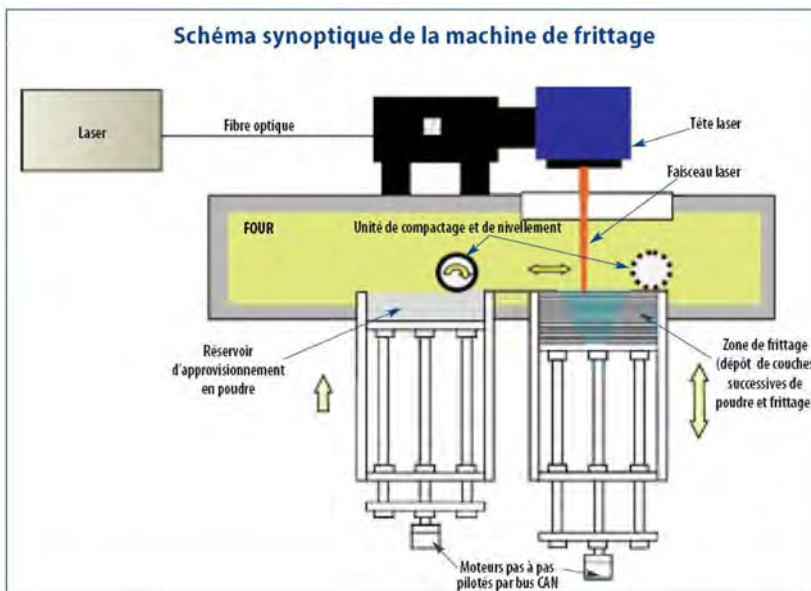 Schéma synoptique de la machine de frittage
Laser
Fibre optique
Tête laser
Faisceau laser
FOUR
Unité de compactage et de nivellement
Réservoir
d'approvisionnement
en poudre
Zone de frittage
(dépôt de couches
successives de
poudre et frittage
Moteurs pas à pas
pilotés par bus CAN